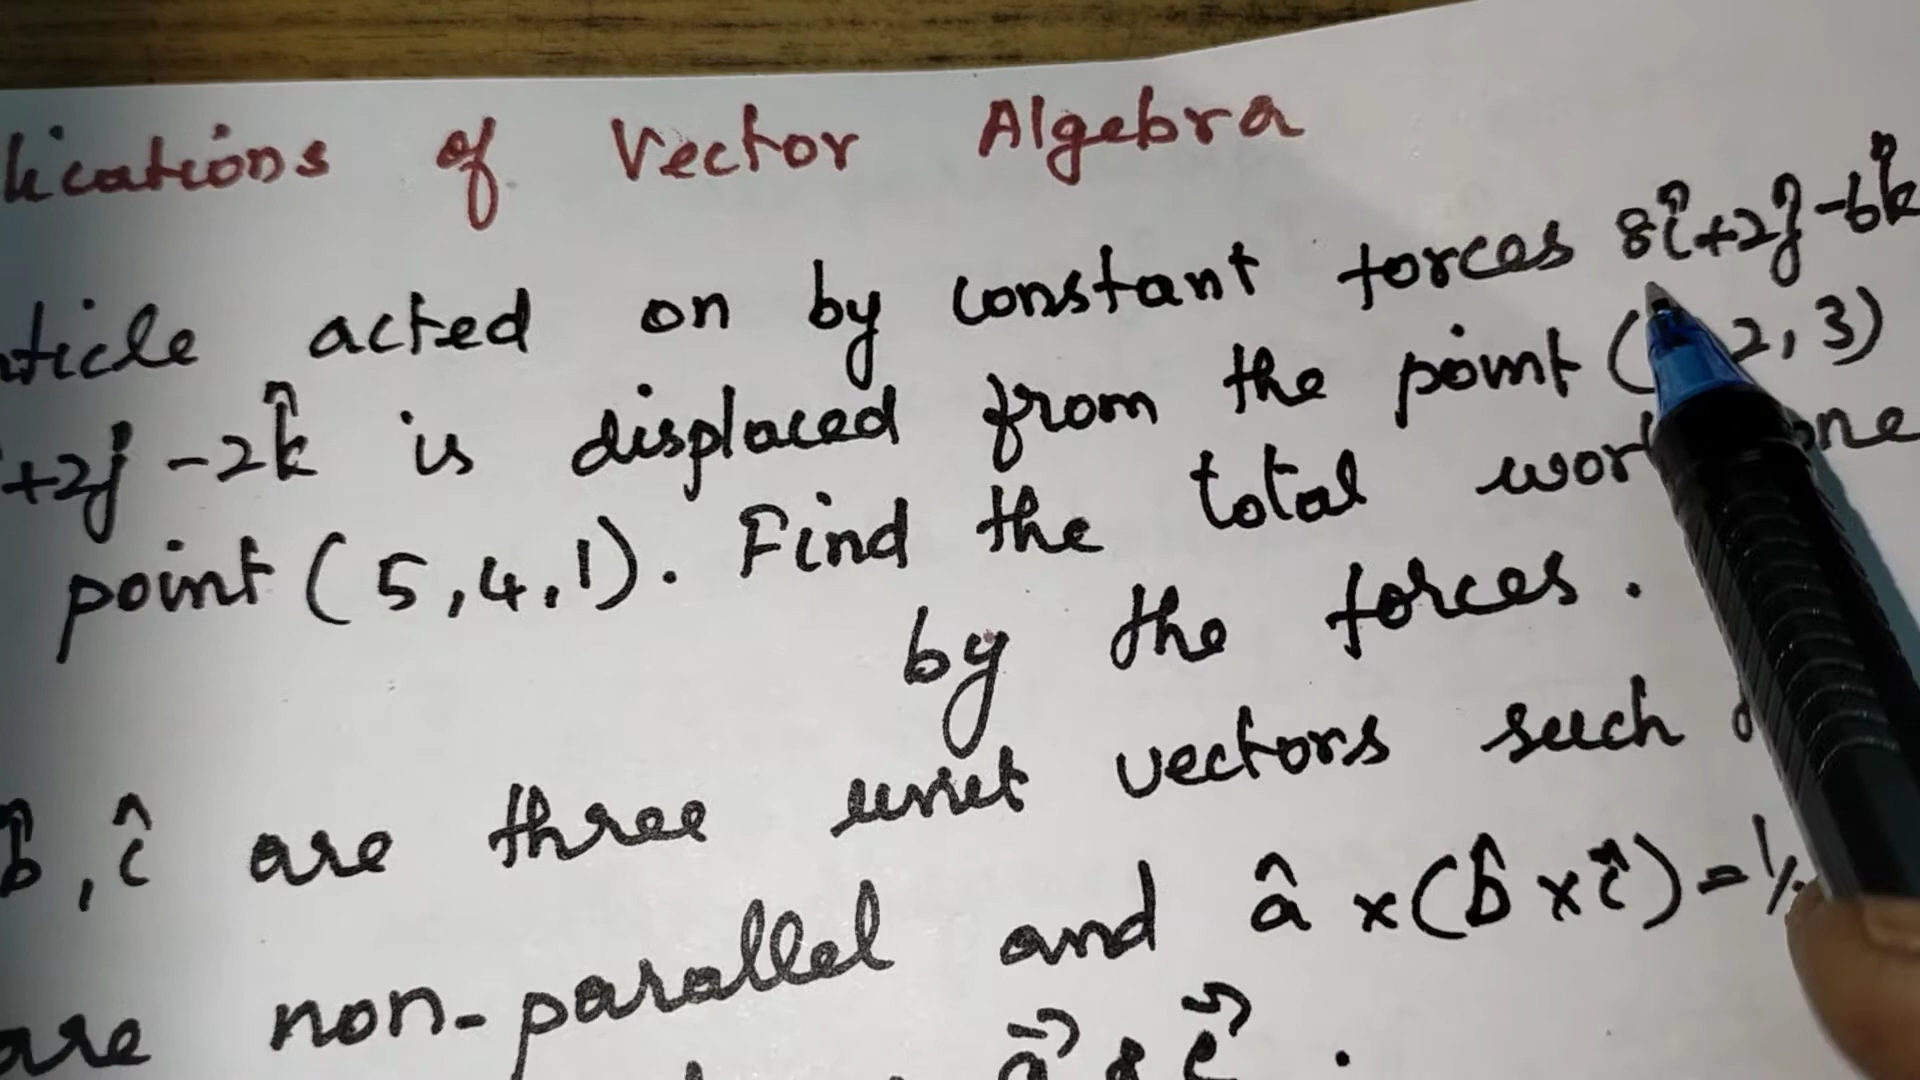 lications of Vector Algebra
ticle acted on by constant forces 8î+2ĵ-6k̂
+2ĵ -2k̂ is displaced from the point ( 2, 3)
point (5,4,1). Find the total work one
by the forces.
b̂, ĉ are three unit vectors such
are non-parallel and â×(b̂×ĉ)=½
a⃗ & c⃗.